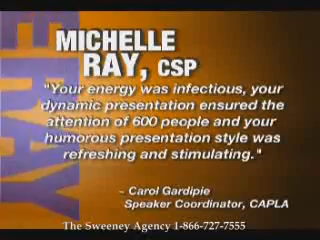 MICHELLE
RAY, CSP
"Your energy was infectious, your
dynamic presentation ensured the
attention of 600 people and your
humorous presentation style was
refreshing and stimulating."
~ Carol Gardipie
Speaker Coordinator, CAPLA
The Sweeney Agency 1-866-727-7555